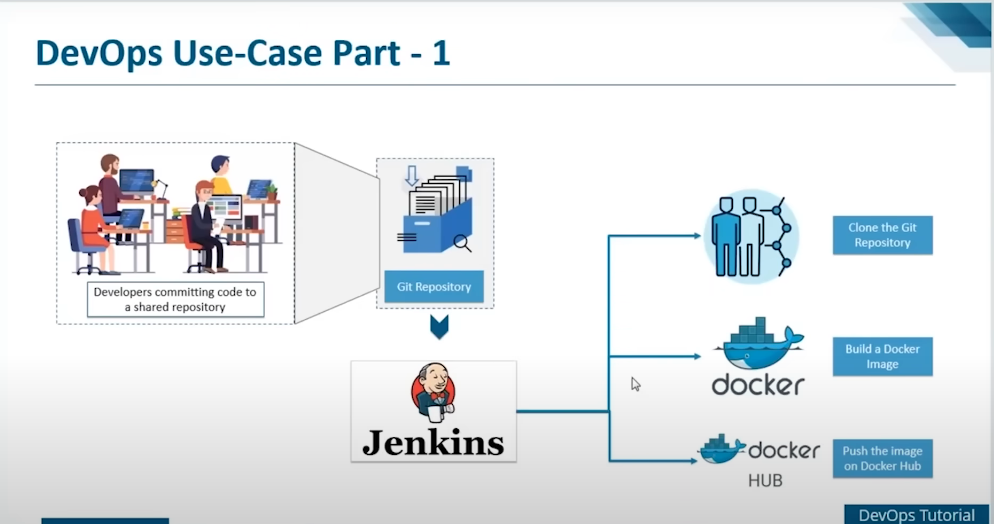 DevOps Use-Case Part - 1
Developers committing code to
a shared repository
Git Repository
Jenkins
Clone the Git
Repository
docker
Build a Docker
Image
docker
HUB
Push the image
on Docker Hub
DevOps Tutorial